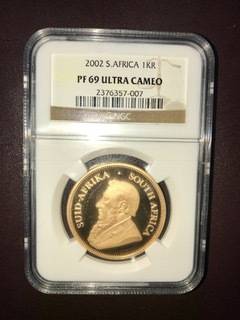 2002 S.AFRICA 1KR
PF 69 ULTRA CAMEO
2376357-007
NGC
SUID-AFRIKA • SOUTH AFRICA